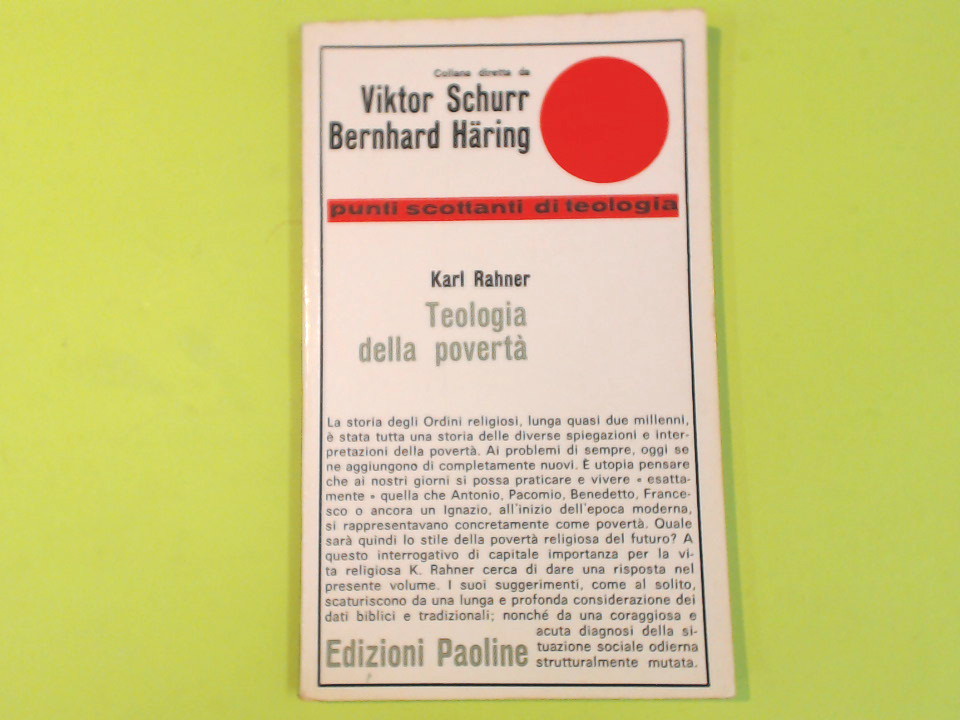 Collana diretta da
Viktor Schurr
Bernhard Häring
punti scottanti di teologia
Karl Rahner
Teologia
della povertà
La storia degli Ordini religiosi, lunga quasi due millenni,
è stata tutta una storia delle diverse spiegazioni e inter-
pretazioni della povertà. Ai problemi di sempre, oggi se
ne aggiungono di completamente nuovi. È utopia pensare
che ai nostri giorni si possa praticare e vivere « esatta-
mente » quella che Antonio, Pacomio, Benedetto, France-
sco o ancora un Ignazio, all'inizio dell'epoca moderna,
si rappresentavano concretamente come povertà. Quale
sarà quindi lo stile della povertà religiosa del futuro? A
questo interrogativo di capitale importanza per la vi-
ta religiosa K. Rahner cerca di dare una risposta nel
presente volume. I suoi suggerimenti, come al solito,
scaturiscono da una lunga e profonda considerazione dei
dati biblici e tradizionali; nonché da una coraggiosa e
acuta diagnosi della si-
tuazione sociale odierna
strutturalmente mutata.
Edizioni Paoline